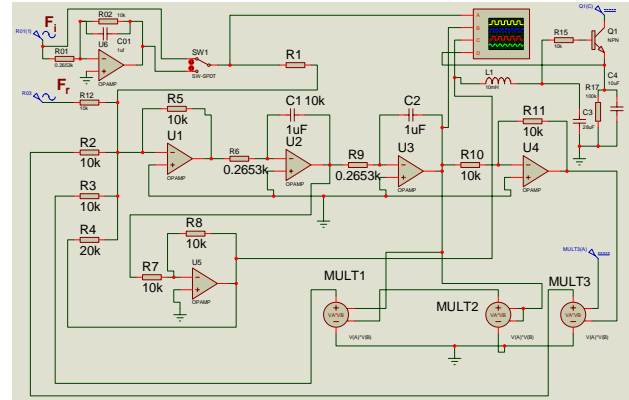 R01(1)
F i
R02
10k
C01
1uf
U6
R01
0.2653k
OPAMP
SW1
SW-SPDT
R1
A
B
C
D
Q1(C)
R15
10k
Q1
NPN
F r
R03
R12
10k
L1
10mH
R17
100k
C4
10uF
C3
28uF
R5
10k
C1 10k
1uF
C2
1uF
R11
10k
R2
10k
U1
OPAMP
R6
0.2653k
U2
OPAMP
R9
0.2653k
U3
OPAMP
R10
10k
U4
OPAMP
R3
10k
R4
20k
R8
10k
R7
10k
U5
OPAMP
MULT3(A)
MULT1
VA*VB
V(A)*V(B)
MULT2
VA*VB
V(A)*V(B)
MULT3
VA*VB
V(A)*V(B)